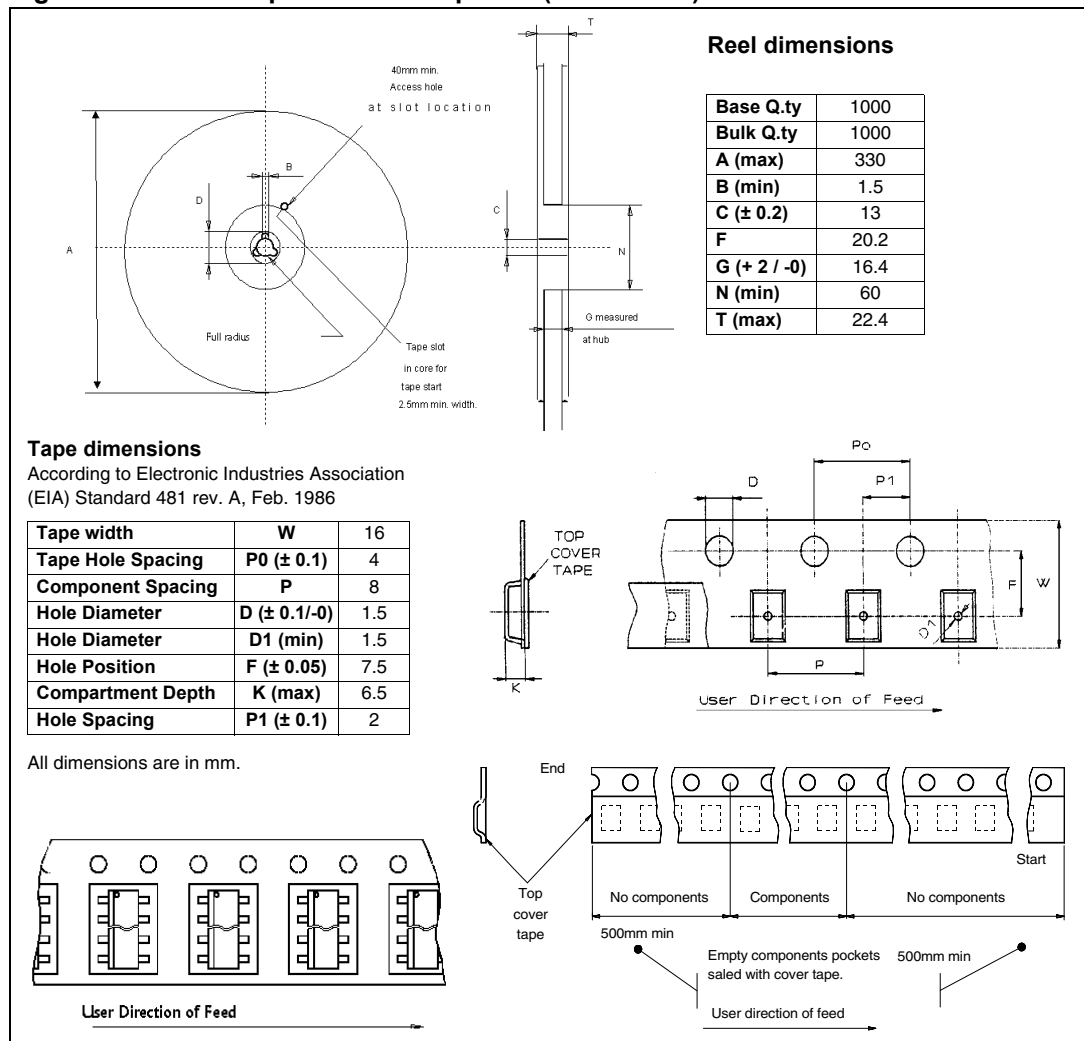 T
Reel dimensions
40mm min.
Access hole
at slot location
Base Q.ty 1000
Bulk Q.ty 1000
A (max) 330
B (min) 1.5
C (± 0.2) 13
F 20.2
G (+ 2 / -0) 16.4
N (min) 60
T (max) 22.4
B
D
C
A
N
G measured
at hub
Full radius
Tape slot
in core for
tape start
2.5mm min. width.
Tape dimensions
According to Electronic Industries Association
(EIA) Standard 481 rev. A, Feb. 1986
Tape width W 16
Tape Hole Spacing P0 (± 0.1) 4
Component Spacing P 8
Hole Diameter D (± 0.1/-0) 1.5
Hole Diameter D1 (min) 1.5
Hole Position F (± 0.05) 7.5
Compartment Depth K (max) 6.5
Hole Spacing P1 (± 0.1) 2
All dimensions are in mm.
Po
D
P1
TOP
COVER
TAPE
F
W
D1
K
P
User Direction of Feed
End
Start
Top
cover
tape
No components
Components
No components
500mm min
Empty components pockets
saled with cover tape.
500mm min
User direction of feed
User Direction of Feed